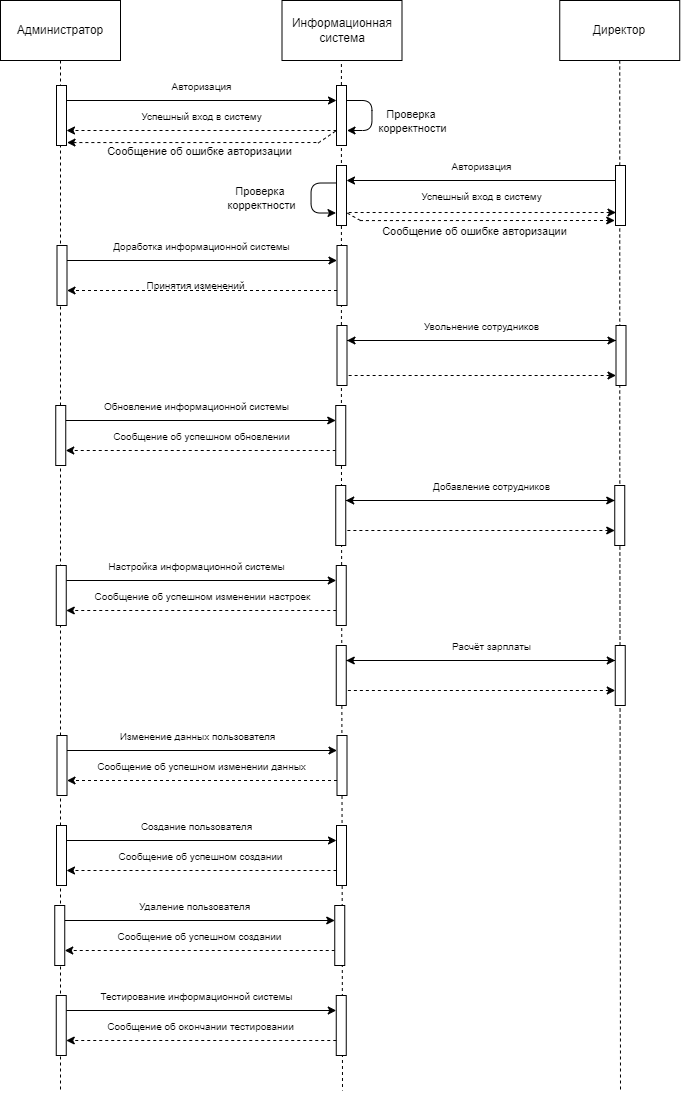 Администратор
Информационная
система
Директор
Авторизация
Успешный вход в систему
Проверка
корректности
Сообщение об ошибке авторизации
Авторизация
Проверка
корректности
Успешный вход в систему
Сообщение об ошибке авторизации
Доработка информационной системы
Принятия изменений
Увольнение сотрудников
Обновление информационной системы
Сообщение об успешном обновлении
Добавление сотрудников
Настройка информационной системы
Сообщение об успешном изменении настроек
Расчёт зарплаты
Изменение данных пользователя
Сообщение об успешном изменении данных
Создание пользователя
Сообщение об успешном создании
Удаление пользователя
Сообщение об успешном создании
Тестирование информационной системы
Сообщение об окончании тестировании